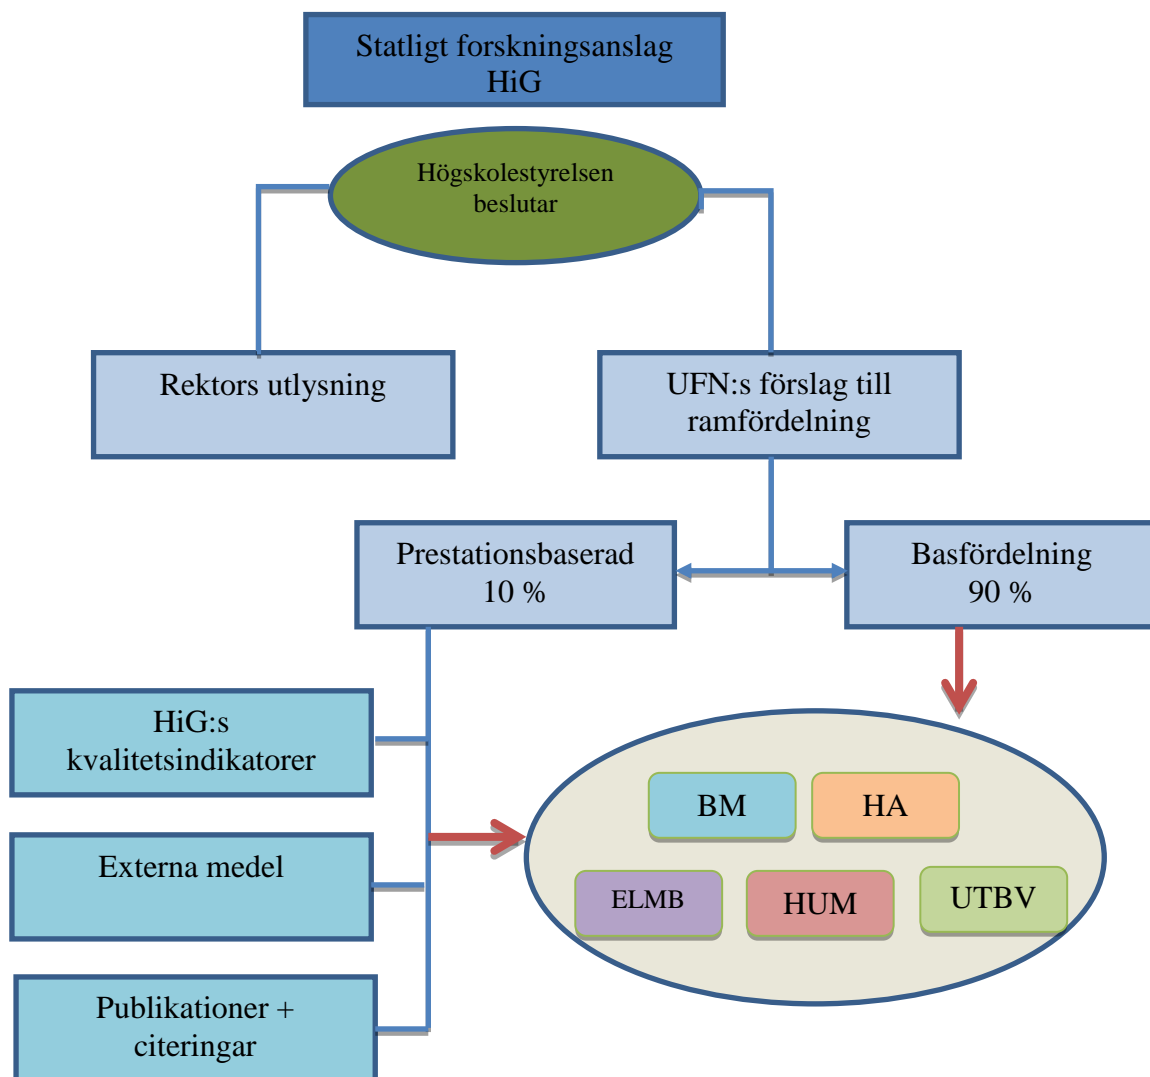 Statligt forskningsanslag
HiG
Högskolestyrelsen
beslutar
Rektors utlysning
UFN:s förslag till
ramfördelning
Prestationsbaserad
10 %
Basfördelning
90 %
HiG:s
kvalitetsindikatorer
Externa medel
Publikationer +
citeringar
BM
HA
ELMB
HUM
UTBV